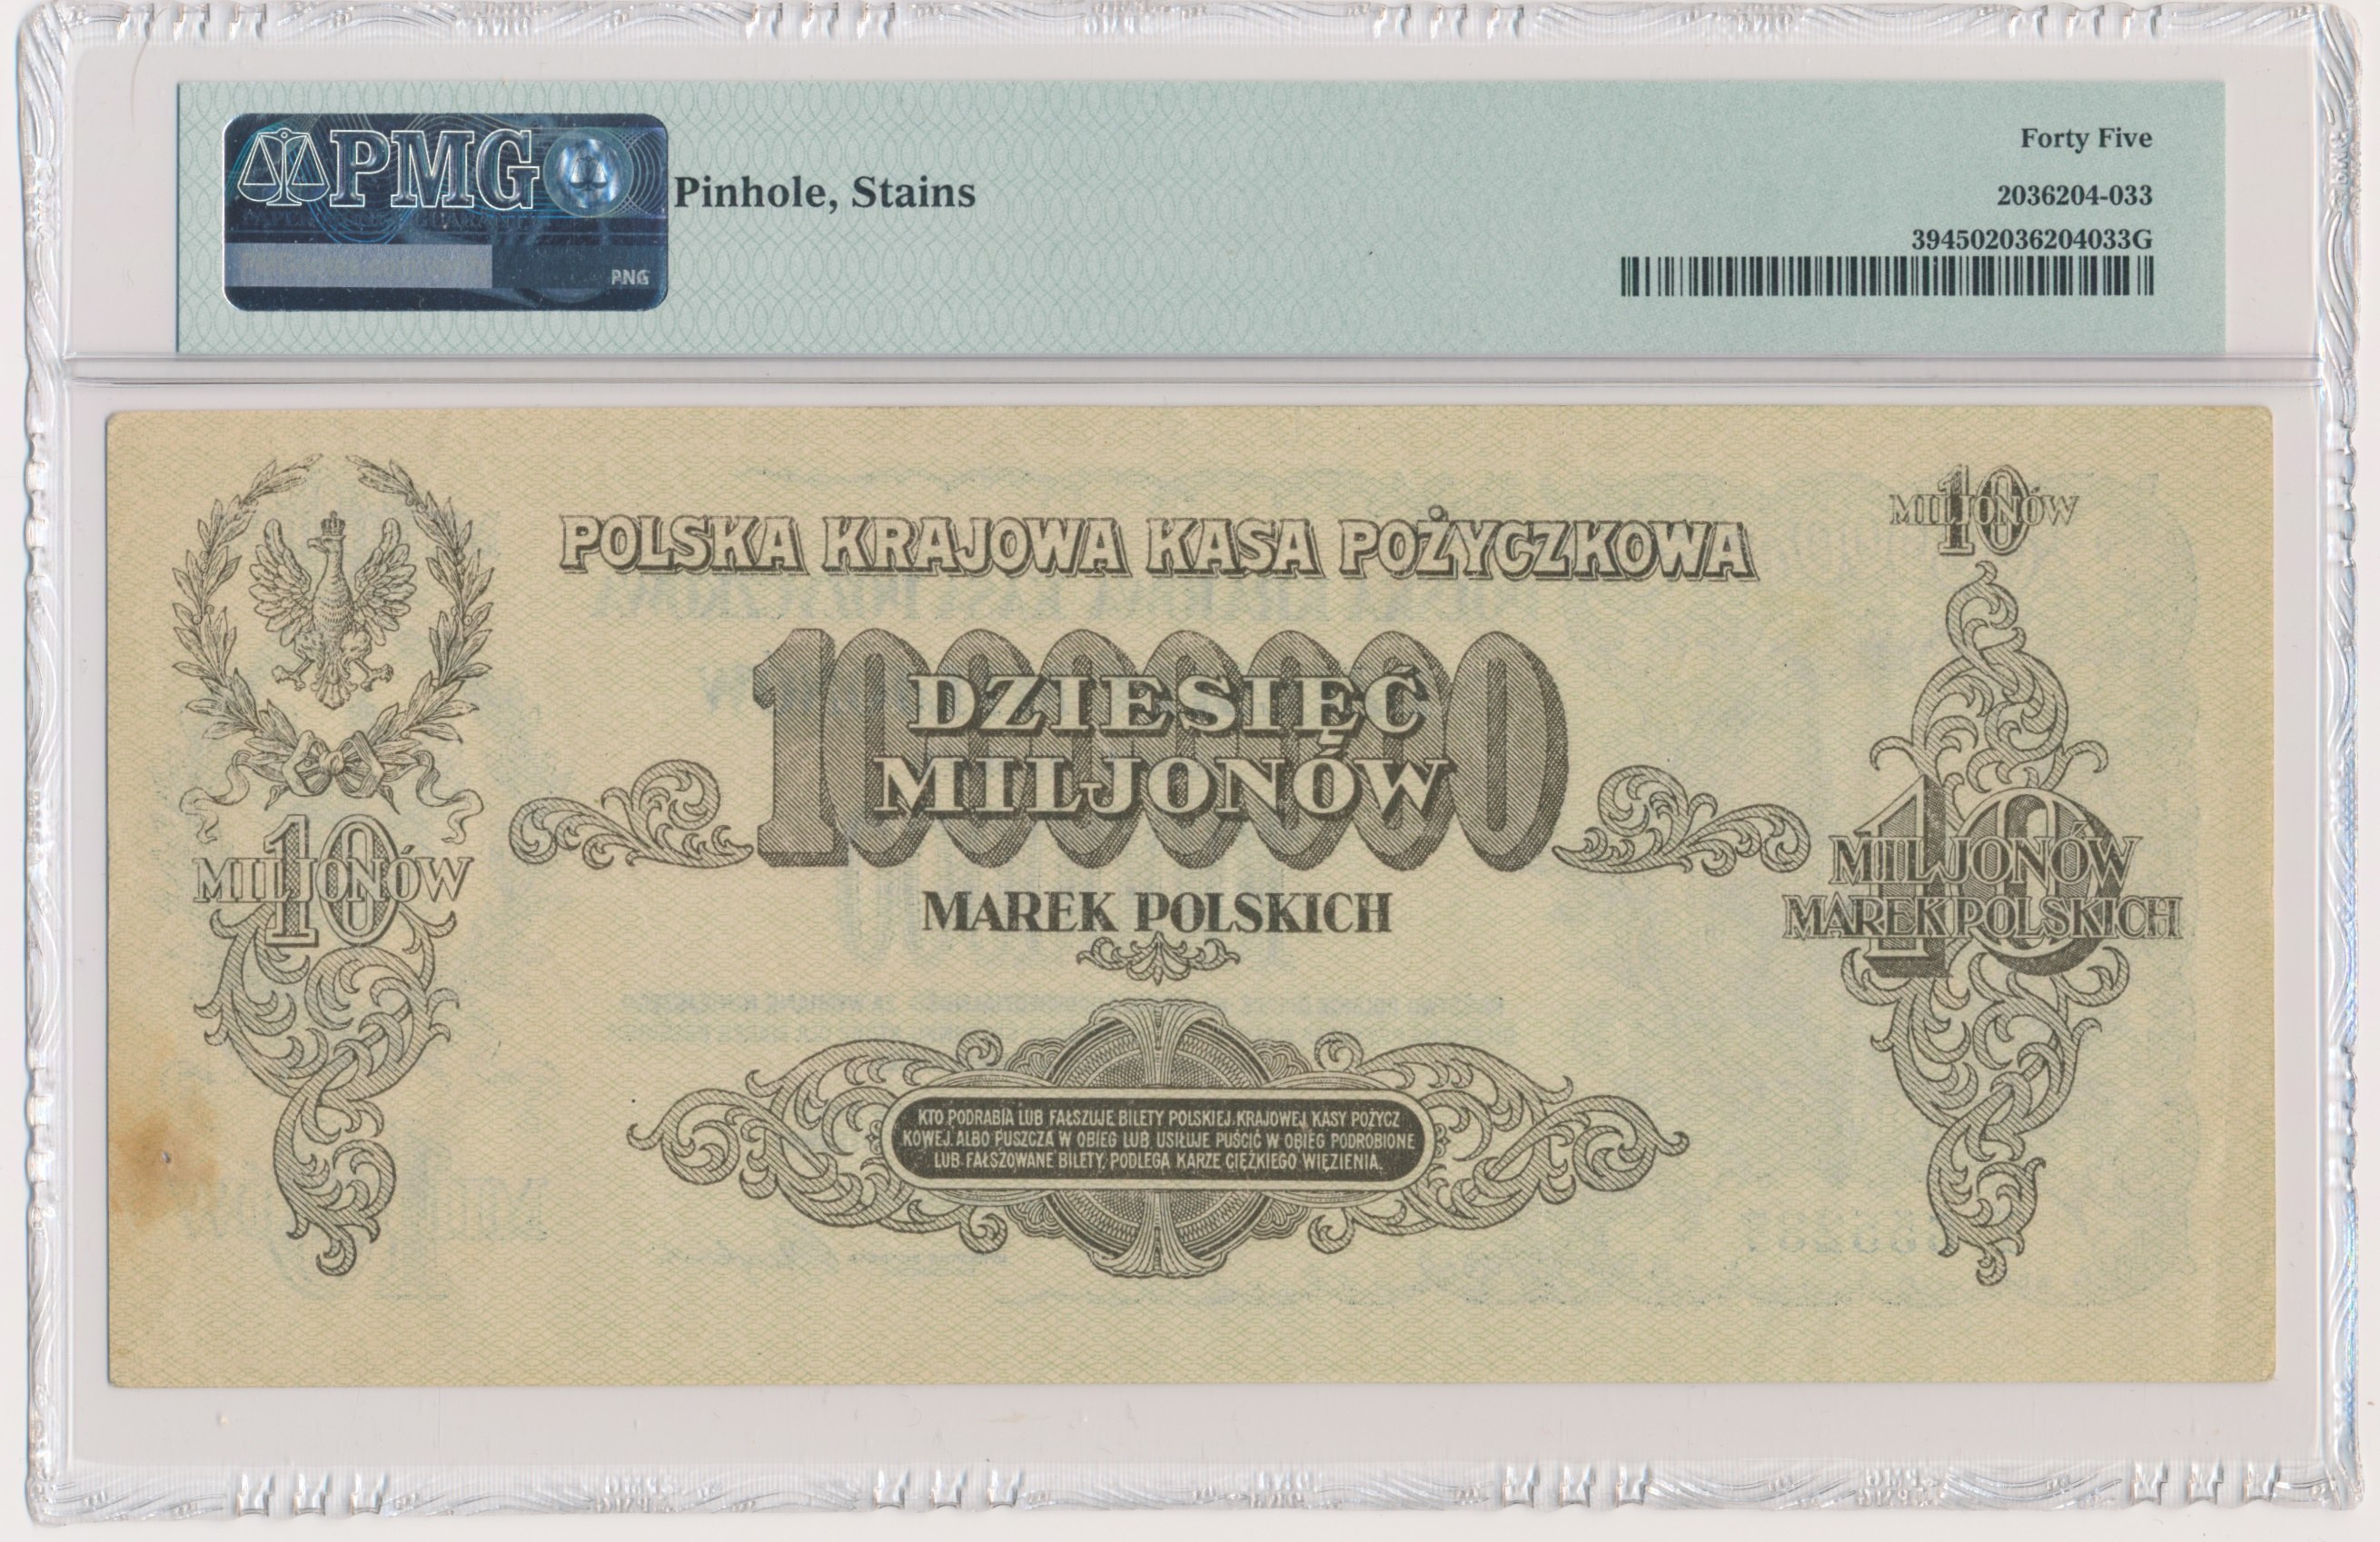 PMG
PNG
Pinhole, Stains
Forty Five
2036204-033
394502036204033G
POLSKA KRAJOWA KASA POŻYCZKOWA
10
MILJONÓW
10000000
DZIESIĘĆ
MILJONÓW
MAREK POLSKICH
10
MILJONÓW
10
MILJONÓW
MAREK POLSKICH
KTO PODRABIA LUB FAŁSZUJE BILETY POLSKIEJ KRAJOWEJ KASY POŻYCZ
KOWEJ ALBO PUSZCZA W OBIEG LUB USIŁUJE PUŚCIĆ W OBIEG PODROBIONE
LUB FAŁSZOWANE BILETY, PODLEGA KARZE CIĘŻKIEGO WIĘZIENIA.